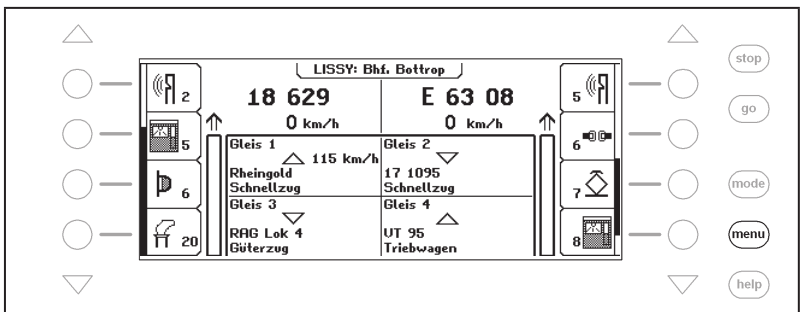 LISSY: Bhf. Bottrop
18 629
E 63 08
0 km/h
0 km/h
2
5
6
20
5
6
7
8
Gleis 1
115 km/h
Rheingold
Schnellzug
Gleis 2
17 1095
Schnellzug
Gleis 3
RAG Lok 4
Güterzug
Gleis 4
VT 95
Triebwagen
stop
go
mode
menu
help